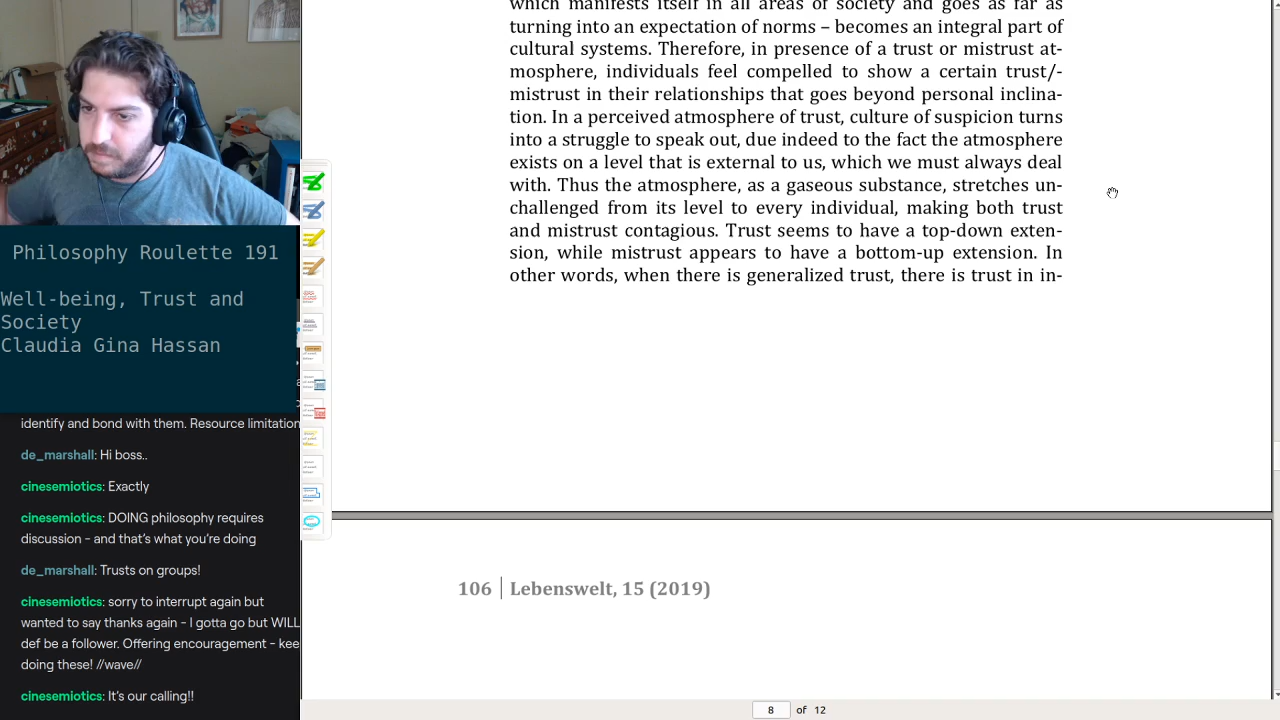 which manifests itself in all areas of society and goes as far as
turning into an expectation of norms – becomes an integral part of
cultural systems. Therefore, in presence of a trust or mistrust at-
mosphere, individuals feel compelled to show a certain trust/-
mistrust in their relationships that goes beyond personal inclina-
tion. In a perceived atmosphere of trust, culture of suspicion turns
into a struggle to speak out, due indeed to the fact the atmosphere
exists on a level that is external to us, which we must always deal
with. Thus the atmosphere, as a gaseous substance, stretches un-
challenged from its level to every individual, making both trust
and mistrust contagious. Trust seems to have a top-down exten-
sion, while mistrust appears to have a bottom-up extension. In
other words, when there is generalized trust, there is trust in in-
106 | Lebenswelt, 15 (2019)
8 of 12
Philosophy Roulette 191
Well-being, Trust and
Society
Claudia Gina Hassan
identify and bond with them. Resource limitation
de_marshall: Hi boss..
cinesemiotics: Exactly
cinesemiotics: DOING philosophy requires
discussion - and that's what you're doing
de_marshall: Trusts on groups!
cinesemiotics: sorry to interrupt again but
wanted to say thanks again - I gotta go but WILL
def be a follower. Offering encouragement - kee
doing these! //wave//
cinesemiotics: It's our calling!!